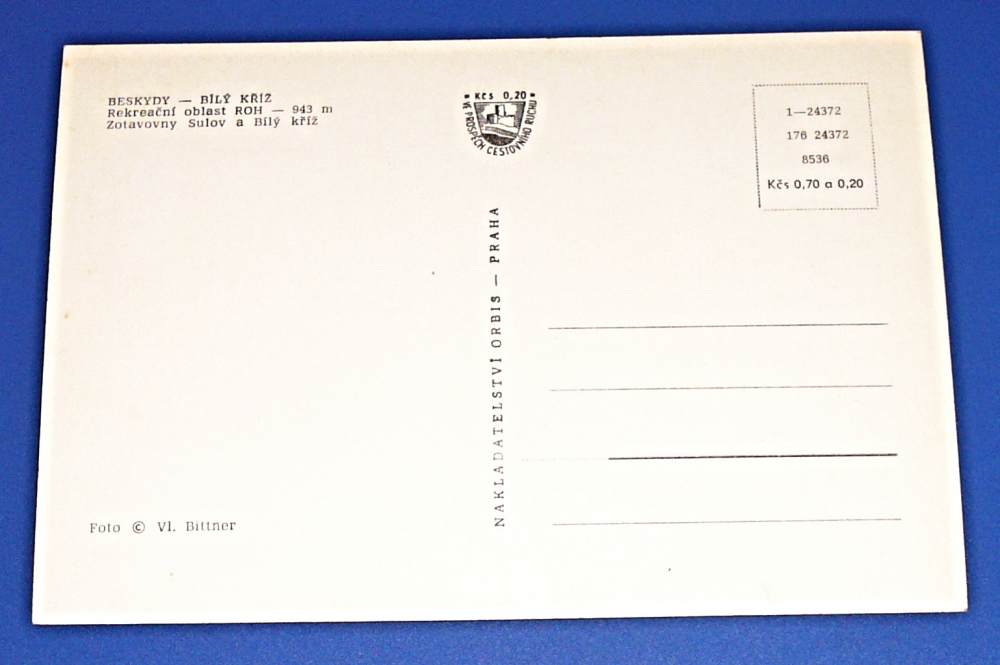 BESKYDY — BÍLÝ KŘÍŽ
Rekreační oblast ROH — 943 m
Zotavovny Sulov a Bílý kříž
Kčs 0,20
VE PROSPĚCH CESTOVNÍHO RUCHU
1—24372
176 24372
8536
Kčs 0,70 a 0,20
NAKLADATELSTVÍ ORBIS — PRAHA
Foto © Vl. Bittner